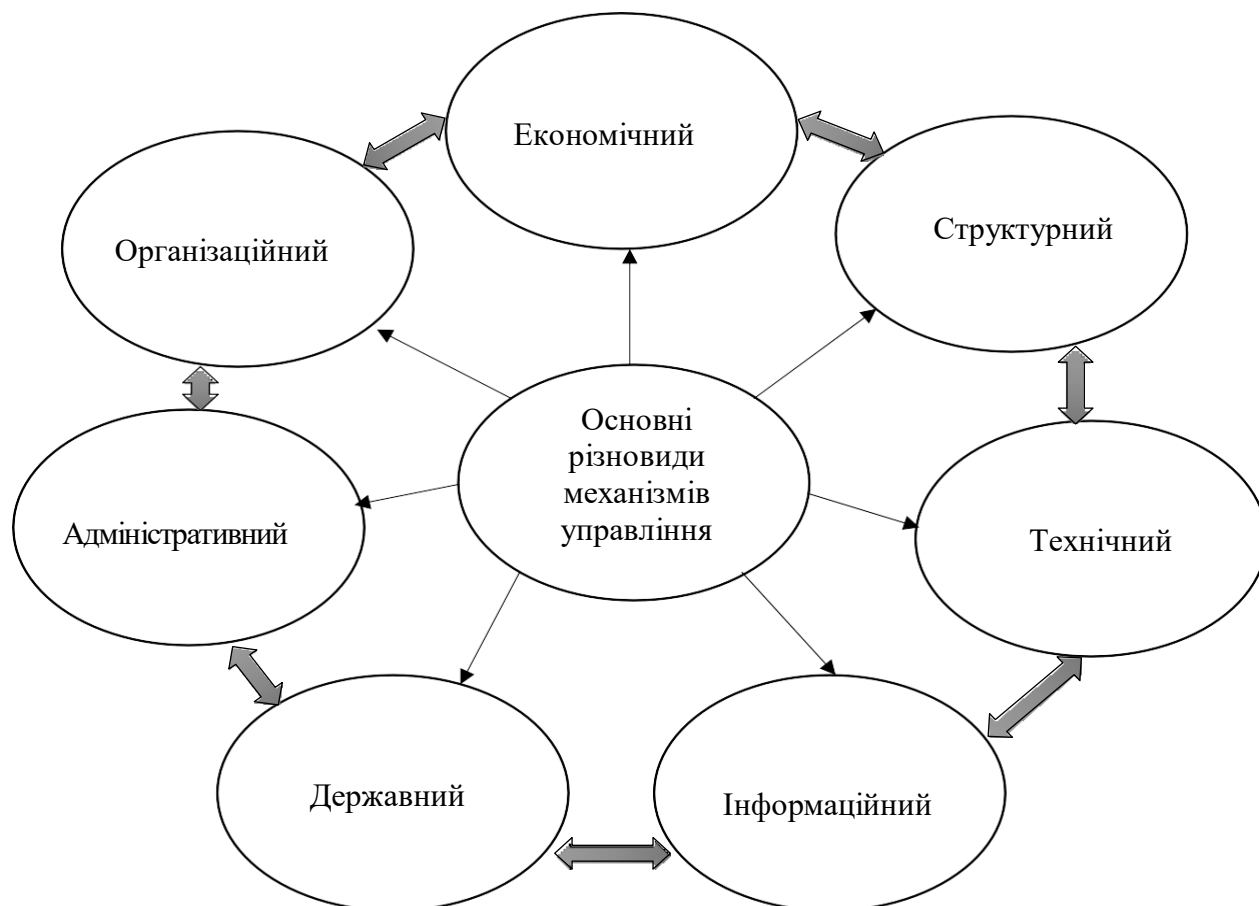 Економічний
Структурний
Організаційний
Основні
різновиди
механізмів
управління
Адміністративний
Технічний
Державний
Інформаційний